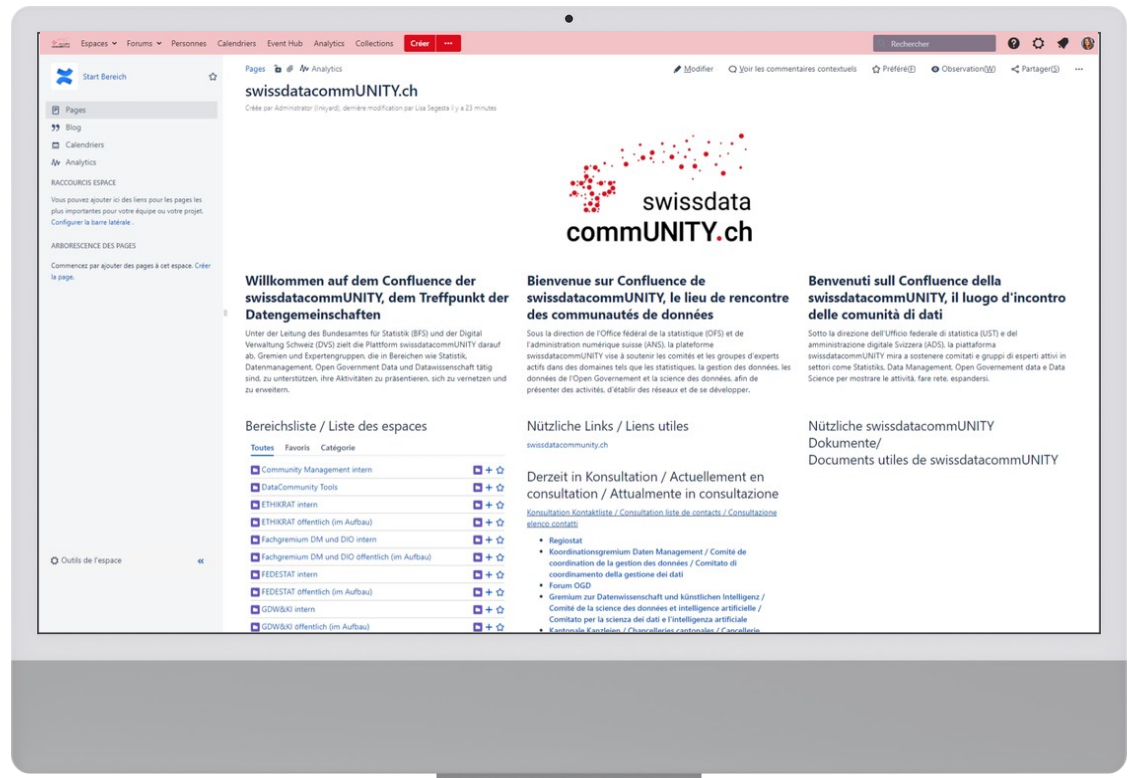 Espaces Forums Personnes Calendriers Event Hub Analytics Collections Créer ... Rechercher
Start Bereich
Pages
Blog
Calendriers
Analytics
RACCOURCIS ESPACE
Vous pouvez ajouter ici des liens pour les pages les
plus importantes pour votre équipe ou votre projet.
Configurer la barre latérale .
ARBORESCENCE DES PAGES
Commencez par ajouter des pages à cet espace. Créer
la page.
Outils de l'espace
Pages Analytics
Modifier Voir les commentaires contextuels Préféré(F) Observation(W) Partager(S) ...
swissdatacommUNITY.ch
Créée par Administrator (linkyard), dernière modification par Lisa Segesta il y a 23 minutes
swissdata
commUNITY.ch
Willkommen auf dem Confluence der
swissdatacommUNITY, dem Treffpunkt der
Datengemeinschaften
Unter der Leitung des Bundesamtes für Statistik (BFS) und der Digital
Verwaltung Schweiz (DVS) zielt die Plattform swissdatacommUNITY darauf
ab, Gremien und Expertengruppen, die in Bereichen wie Statistik,
Datenmanagement, Open Government Data und Datawissenschaft tätig
sind, zu unterstützen, ihre Aktivitäten zu präsentieren, sich zu vernetzen und
zu erweitern.
Bienvenue sur Confluence de
swissdatacommUNITY, le lieu de rencontre
des communautés de données
Sous la direction de l'Office fédéral de la statistique (OFS) et de
l'administration numérique suisse (ANS), la plateforme
swissdatacommUNITY vise à soutenir les comités et les groupes d'experts
actifs dans des domaines tels que les statistiques, la gestion des données, les
données de l'Open Governement et la science des données, afin de
présenter des activités, d'établir des réseaux et de se développer.
Benvenuti sull Confluence della
swissdatacommUNITY, il luogo d'incontro
delle comunità di dati
Sotto la direzione dell'Ufficio federale di statistica (UST) e del
amministrazione digitale Svizzera (ADS), la piattaforma
swissdatacommUNITY mira a sostenere comitati e gruppi di esperti attivi in
settori come Statistiks, Data Management, Open Governement data e Data
Science per mostrare le attività, fare rete, espandersi.
Bereichsliste / Liste des espaces
Toutes Favoris Catégorie
Community Management intern
DataCommunity Tools
ETHIKRAT intern
ETHIKRAT öffentlich (im Aufbau)
Fachgremium DM und DIO intern
Fachgremium DM und DIO öffentlich (im Aufbau)
FEDESTAT intern
FEDESTAT öffentlich (im Aufbau)
GDW&KI intern
GDW&KI öffentlich (im Aufbau)
Nützliche Links / Liens utiles
swissdatacommunity.ch
Derzeit in Konsultation / Actuellement en
consultation / Attualmente in consultazione
Konsultation Kontaktliste / Consultation liste de contacts / Consultazione
elenco contatti
Regiostat
Koordinationsgremium Daten Management / Comité de
coordination de la gestion des données / Comitato di
coordinamento della gestione dei dati
Forum OGD
Gremium zur Datenwissenschaft und künstlichen Intelligenz /
Comité de la science des données et intelligence artificielle /
Comitato per la scienza dei dati e l'intelligenza artificiale
Kantonale Kanzleien / Chancelleries cantonales / Cancellerie
Nützliche swissdatacommUNITY
Dokumente/
Documents utiles de swissdatacommUNITY